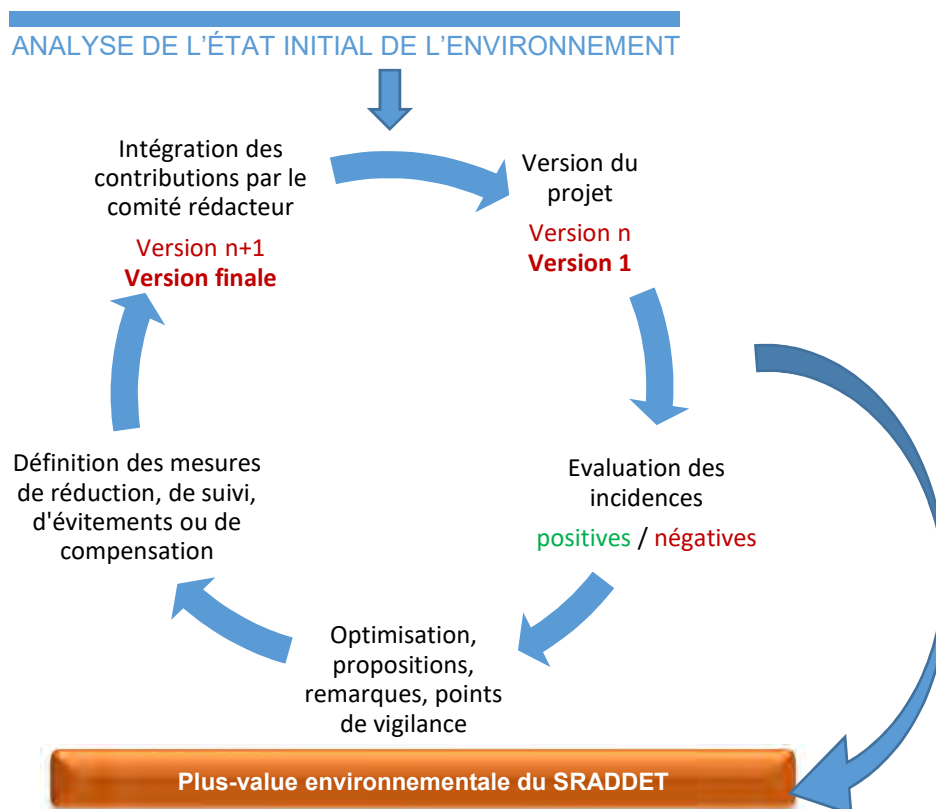 ANALYSE DE L'ÉTAT INITIAL DE L'ENVIRONNEMENT
Intégration des
contributions par le
comité rédacteur
Version n+1
Version finale
Version du
projet
Version n
Version 1
Evaluation des
incidences
positives / négatives
Optimisation,
propositions,
remarques, points
de vigilance
Définition des mesures
de réduction, de suivi,
d'évitements ou de
compensation
Plus-value environnementale du SRADDET